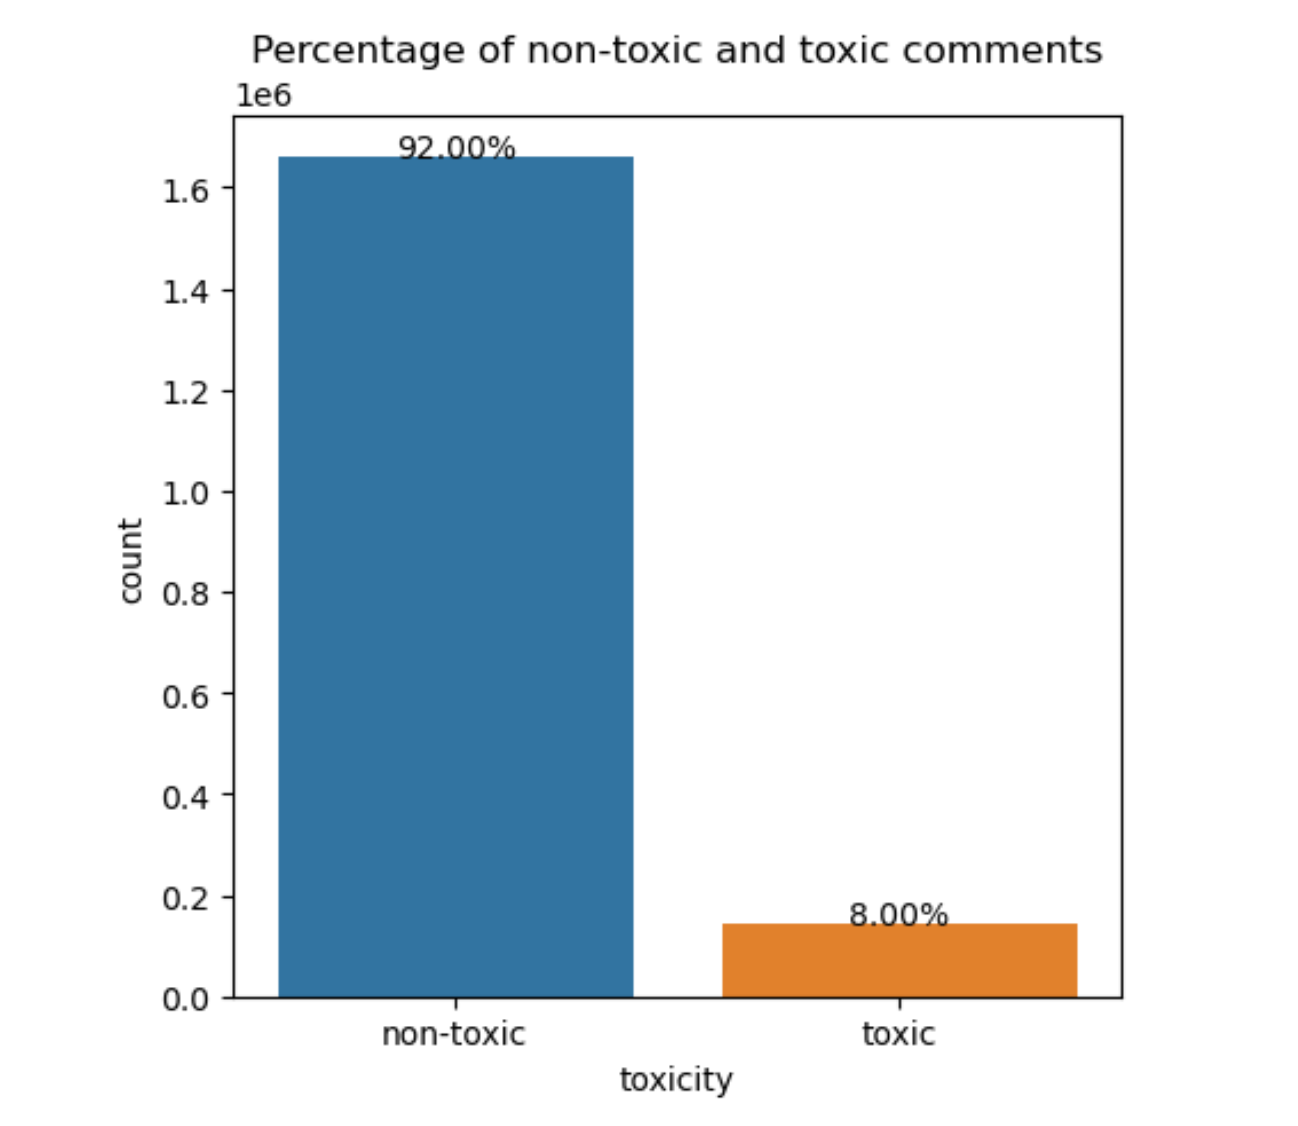 Percentage of non-toxic and toxic comments
1e6
92.00%
1.6
1.4
1.2
1.0
0.8
0.6
0.4
0.2
0.0
count
8.00%
non-toxic
toxic
toxicity